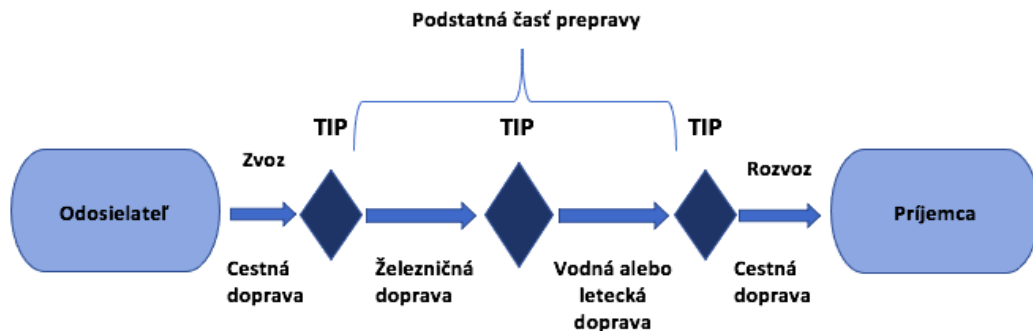 Podstatná časť prepravy
TIP
TIP
TIP
Zvoz
Rozvoz
Odosielateľ
Príjemca
Cestná
doprava
Železničná
doprava
Vodná alebo
letecká
doprava
Cestná
doprava